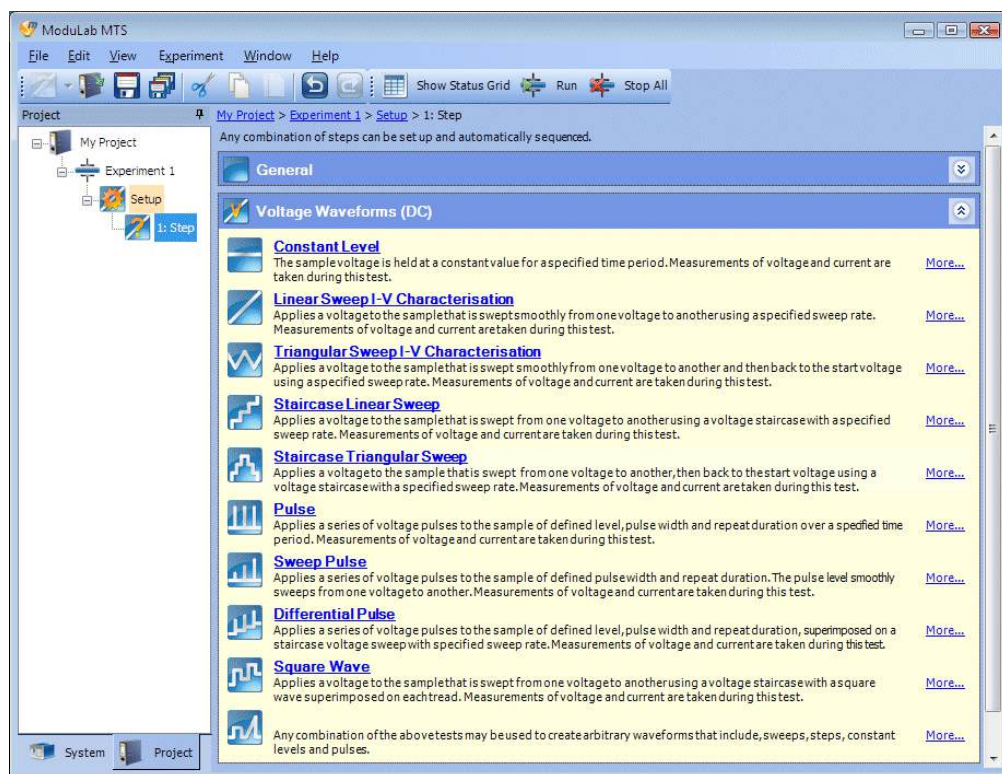 ModuLab MTS
File Edit View Experiment Window Help
Show Status Grid Run Stop All
Project
My Project > Experiment 1 > Setup > 1: Step
My Project
Experiment 1
Setup
1: Step
Any combination of steps can be set up and automatically sequenced.
General
Voltage Waveforms (DC)
Constant Level
The sample voltage is held at a constant value for a specified time period. Measurements of voltage and current are
taken during this test.
More...
Linear Sweep I-V Characterisation
Applies a voltage to the sample that is swept smoothly from one voltage to another using a specified sweep rate.
Measurements of voltage and current are taken during this test.
More...
Triangular Sweep I-V Characterisation
Applies a voltage to the sample that is swept smoothly from one voltage to another and then back to the start voltage
using a specified sweep rate. Measurements of voltage and current are taken during this test.
More...
Staircase Linear Sweep
Applies a voltage to the sample that is swept from one voltage to another using a voltage staircase with a specified
sweep rate. Measurements of voltage and current are taken during this test.
More...
Staircase Triangular Sweep
Applies a voltage to the sample that is swept from one voltage to another, then back to the start voltage using a
voltage staircase with a specified sweep rate. Measurements of voltage and current are taken during this test.
More...
Pulse
Applies a series of voltage pulses to the sample of defined level, pulse width and repeat duration over a specified time
period. Measurements of voltage and current are taken during this test.
More...
Sweep Pulse
Applies a series of voltage pulses to the sample of defined pulse width and repeat duration. The pulse level smoothly
sweeps from one voltage to another. Measurements of voltage and current are taken during this test.
More...
Differential Pulse
Applies a series of voltage pulses to the sample of defined level, pulse width and repeat duration, superimposed on a
staircase voltage sweep with specified sweep rate. Measurements of voltage and current are taken during this test.
More...
Square Wave
Applies a voltage to the sample that is swept from one voltage to another using a voltage staircase with a square
wave superimposed on each tread. Measurements of voltage and current are taken during this test.
More...
Any combination of the above tests may be used to create arbitrary waveforms that include, sweeps, steps, constant
levels and pulses.
More...
System Project